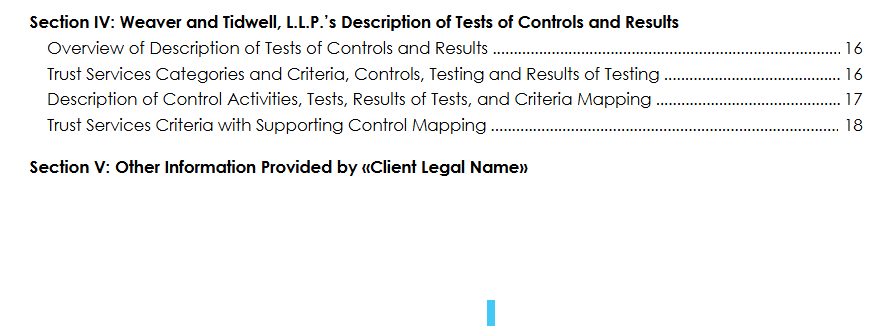 Section IV: Weaver and Tidwell, L.L.P.'s Description of Tests of Controls and Results
Overview of Description of Tests of Controls and Results ........................................................................................ 16
Trust Services Categories and Criteria, Controls, Testing and Results of Testing ............................................ 16
Description of Control Activities, Tests, Results of Tests, and Criteria Mapping .............................................. 17
Trust Services Criteria with Supporting Control Mapping ........................................................................................ 18
Section V: Other Information Provided by «Client Legal Name»